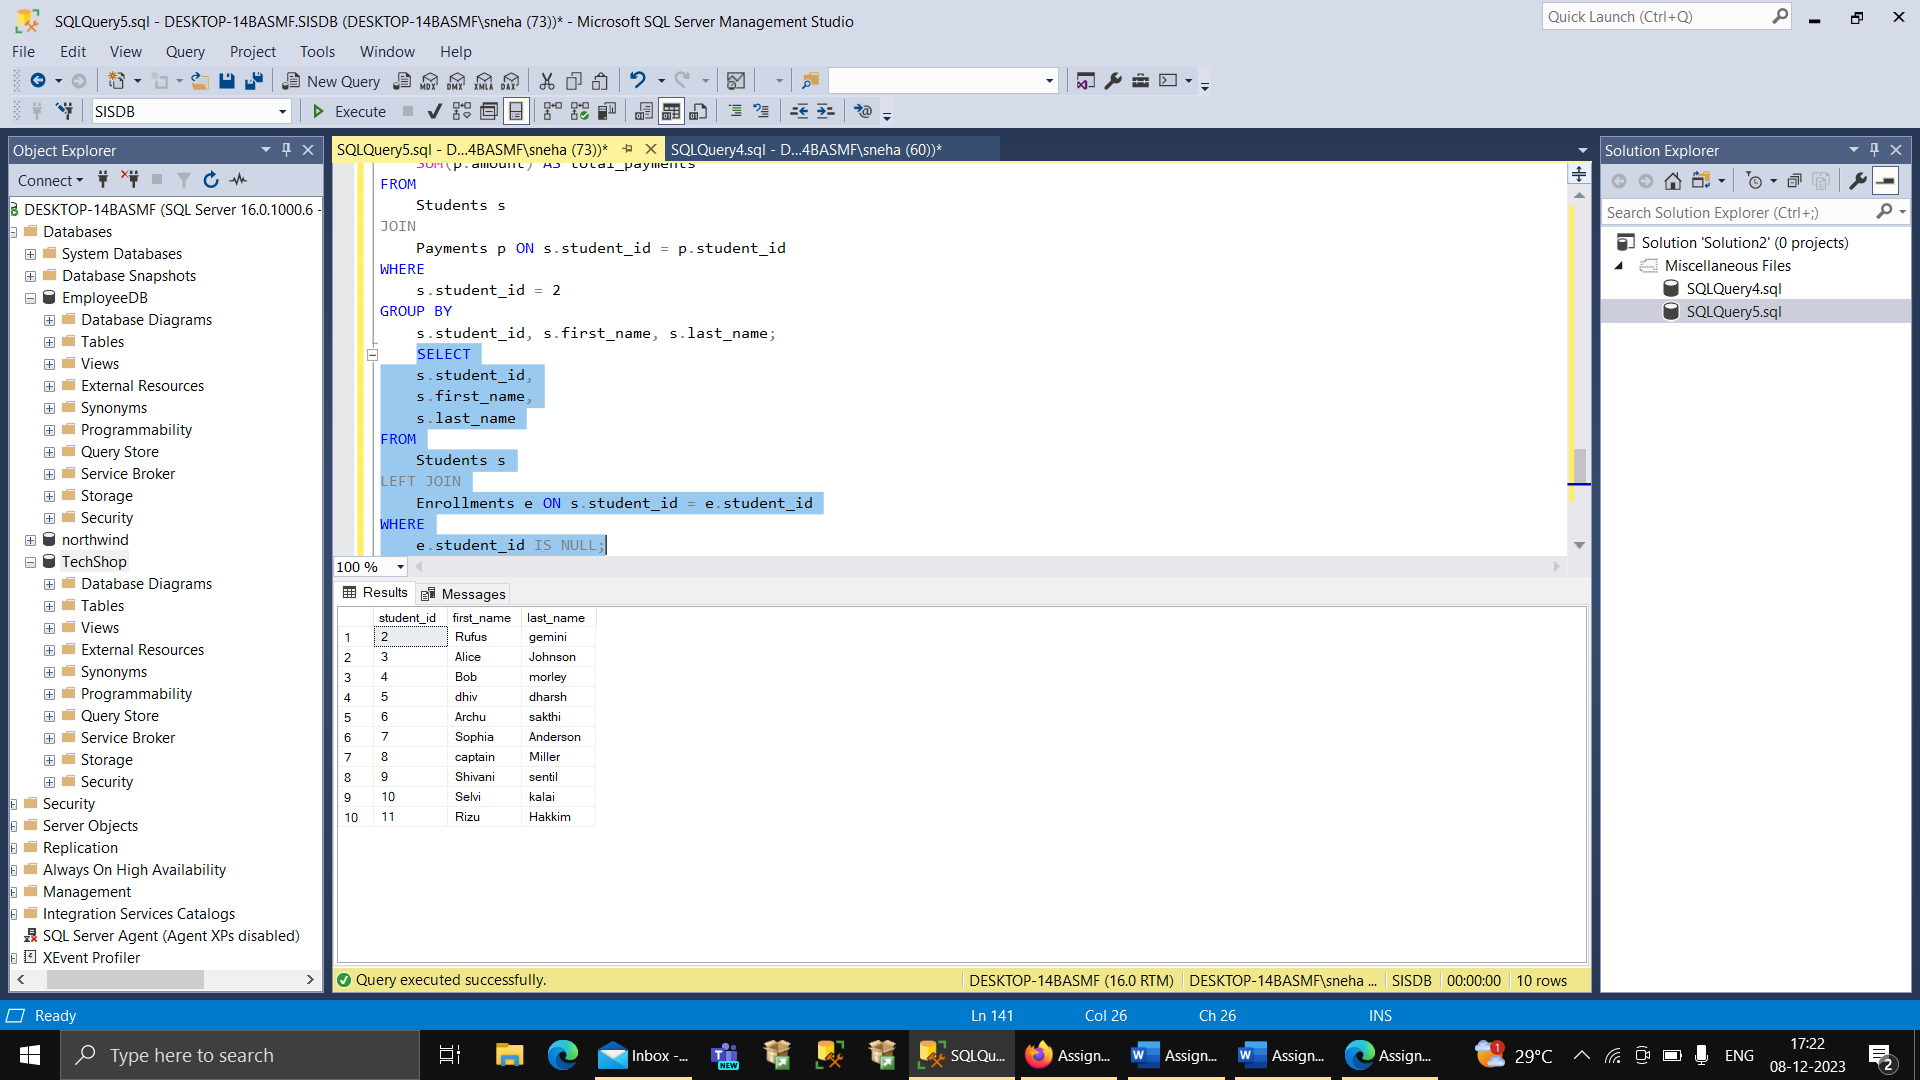 SQLQuery5.sql - DESKTOP-14BASMF.SISDB (DESKTOP-14BASMF\sneha (73))* - Microsoft SQL Server Management Studio
Quick Launch (Ctrl+Q)
File Edit View Query Project Tools Window Help
New Query MDX DMX XMLA DAX
SISDB Execute
Object Explorer
Connect
DESKTOP-14BASMF (SQL Server 16.0.1000.6 -
Databases
System Databases
Database Snapshots
EmployeeDB
Database Diagrams
Tables
Views
External Resources
Synonyms
Programmability
Query Store
Service Broker
Storage
Security
northwind
TechShop
Database Diagrams
Tables
Views
External Resources
Synonyms
Programmability
Query Store
Service Broker
Storage
Security
Security
Server Objects
Replication
Always On High Availability
Management
Integration Services Catalogs
SQL Server Agent (Agent XPs disabled)
XEvent Profiler
SQLQuery5.sql - D...4BASMF\sneha (73))* SQLQuery4.sql - D...4BASMF\sneha (60))*
SUM(p.amount) AS total_payments
FROM
Students s
JOIN
Payments p ON s.student_id = p.student_id
WHERE
s.student_id = 2
GROUP BY
s.student_id, s.first_name, s.last_name;
SELECT
s.student_id,
s.first_name,
s.last_name
FROM
Students s
LEFT JOIN
Enrollments e ON s.student_id = e.student_id
WHERE
e.student_id IS NULL;
100 %
Results Messages
student_id first_name last_name
1 2 Rufus gemini
2 3 Alice Johnson
3 4 Bob morley
4 5 dhiv dharsh
5 6 Archu sakthi
6 7 Sophia Anderson
7 8 captain Miller
8 9 Shivani sentil
9 10 Selvi kalai
10 11 Rizu Hakkim
Query executed successfully. DESKTOP-14BASMF (16.0 RTM) DESKTOP-14BASMF\sneha ... SISDB 00:00:00 10 rows
Solution Explorer
Search Solution Explorer (Ctrl+;)
Solution 'Solution2' (0 projects)
Miscellaneous Files
SQLQuery4.sql
SQLQuery5.sql
Ready Ln 141 Col 26 Ch 26 INS
Type here to search
Inbox -...
NEW
SQLQu...
Assign...
Assign...
Assign...
Assign...
1
29°C
ENG
17:22
08-12-2023
2